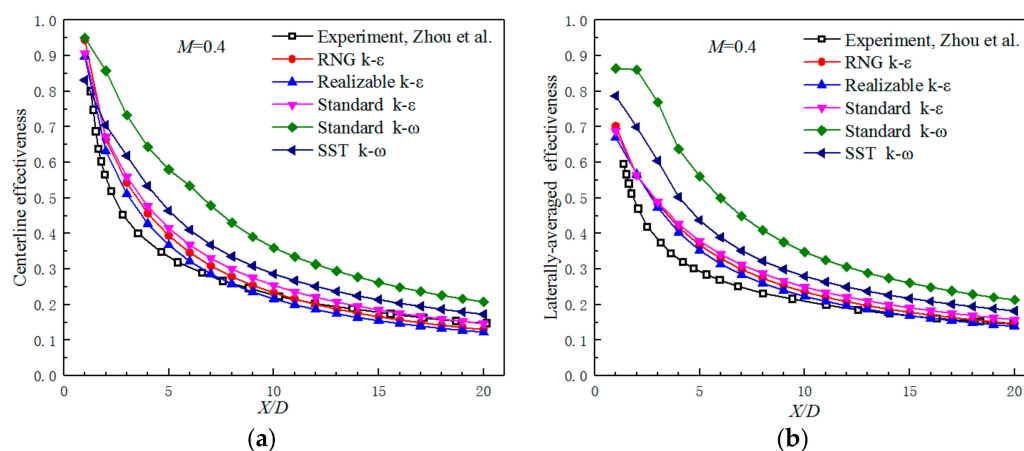 Centerline effectiveness
1.0
0.9
0.8
0.7
0.6
0.5
0.4
0.3
0.2
0.1
0.0
M=0.4
Experiment, Zhou et al.
RNG k-ε
Realizable k-ε
Standard k-ε
Standard k-ω
SST k-ω
0 5 10 15 20
X/D
(a)
Laterally-averaged effectiveness
1.0
0.9
0.8
0.7
0.6
0.5
0.4
0.3
0.2
0.1
0.0
M=0.4
Experiment, Zhou et al.
RNG k-ε
Realizable k-ε
Standard k-ε
Standard k-ω
SST k-ω
0 5 10 15 20
X/D
(b)